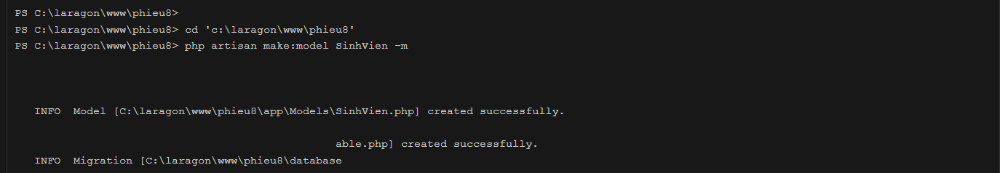 PS C:\laragon\www\phieu8>
PS C:\laragon\www\phieu8> cd 'c:\laragon\www\phieu8'
PS C:\laragon\www\phieu8> php artisan make:model SinhVien -m
INFO  Model [C:\laragon\www\phieu8\app\Models\SinhVien.php] created successfully.
able.php] created successfully.
INFO  Migration [C:\laragon\www\phieu8\database